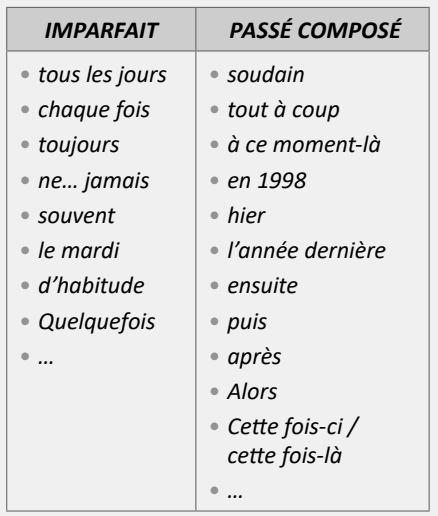 IMPARFAIT
• tous les jours
• chaque fois
• toujours
• ne… jamais
• souvent
• le mardi
• d'habitude
• Quelquefois
• …
PASSÉ COMPOSÉ
• soudain
• tout à coup
• à ce moment-là
• en 1998
• hier
• l'année dernière
• ensuite
• puis
• après
• Alors
• Cette fois-ci /
cette fois-là
• …